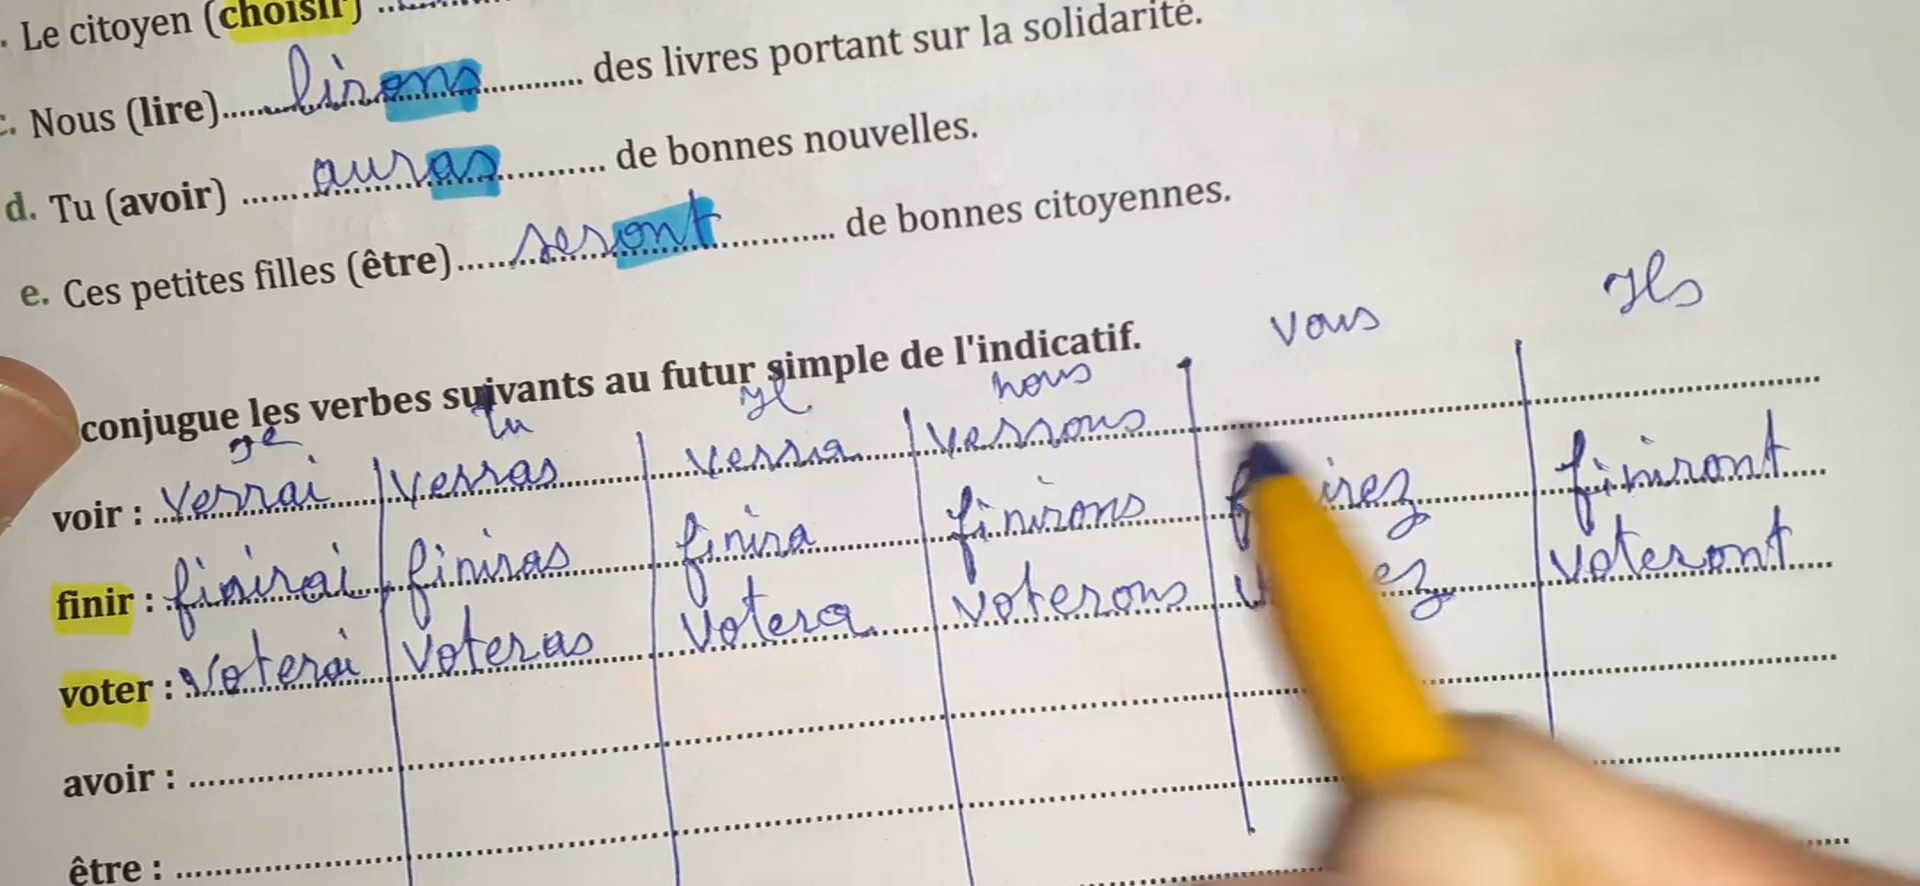 . Le citoyen (choisir) ........
c. Nous (lire)......lirons........... des livres portant sur la solidarité.
d. Tu (avoir) ......auras........... de bonnes nouvelles.
e. Ces petites filles (être).....seront............ de bonnes citoyennes.
conjugue les verbes suivants au futur simple de l'indicatif.
je tu il nous vous Ils
voir : verrai verras verra verrons
finir : finirai finiras finira finirons finiront
voter : voterai voteras votera voterons voteront
avoir : ........
être : ........